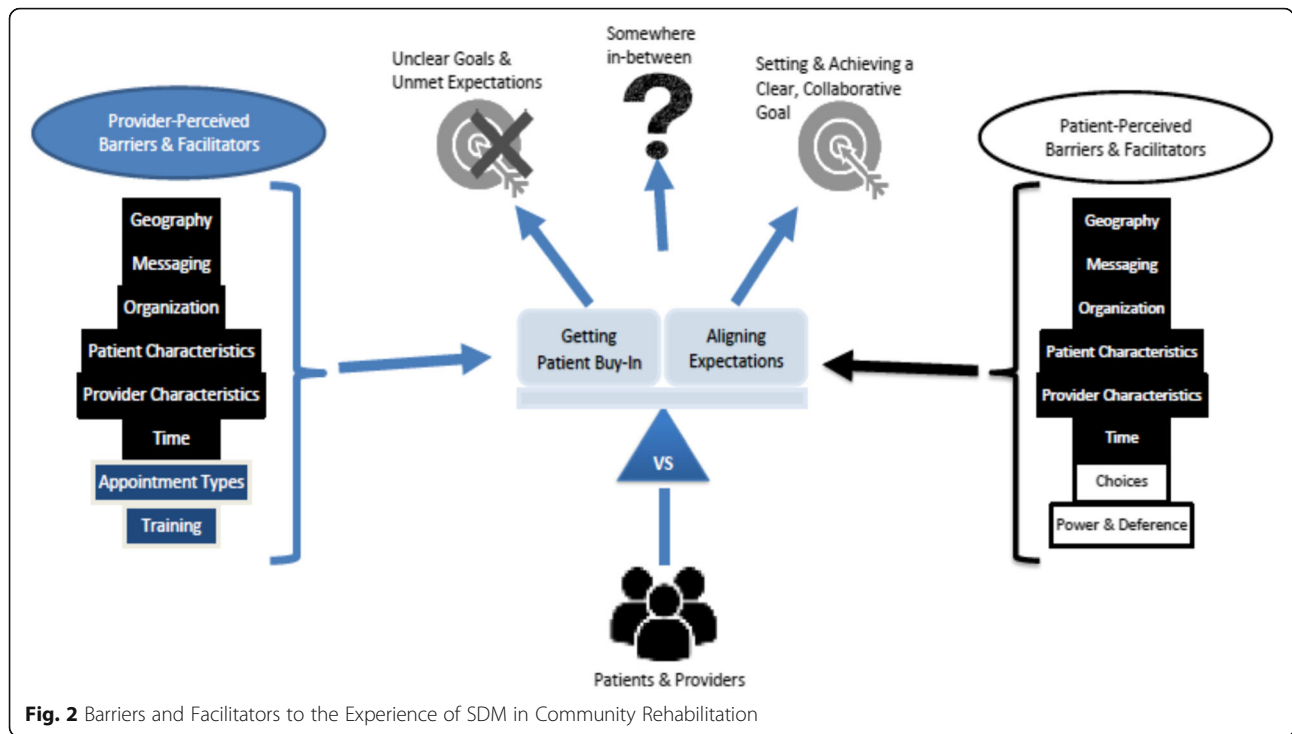 Unclear Goals &
Unmet Expectations
Somewhere
in-between
Setting & Achieving a
Clear, Collaborative
Goal
Provider-Perceived
Barriers & Facilitators
Patient-Perceived
Barriers & Facilitators
Geography
Messaging
Organization
Patient Characteristics
Provider Characteristics
Time
Appointment Types
Training
Getting
Patient Buy-In
Aligning
Expectations
VS
Patients & Providers
Geography
Messaging
Organization
Patient Characteristics
Provider Characteristics
Time
Choices
Power & Deference
Fig. 2 Barriers and Facilitators to the Experience of SDM in Community Rehabilitation